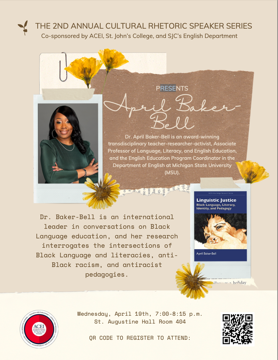 THE 2ND ANNUAL CULTURAL RHETORIC SPEAKER SERIES
Co-sponsored by ACEI, St. John's College, and SJC's English Department
PRESENTS
April Baker-
Bell
Dr. April Baker-Bell is an award-winning
transdisciplinary teacher-researcher-activist, Associate
Professor of Language, Literacy, and English Education,
and the English Education Program Coordinator in the
Department of English at Michigan State University
(MSU).
Linguistic Justice
Black Language, Literacy,
Identity, and Pedagogy
April Baker-Bell
Dr. Baker-Bell is an international
leader in conversations on Black
Language education, and her research
interrogates the intersections of
Black Language and literacies, anti-
Black racism, and antiracist
pedagogies.
Wednesday, April 19th, 7:00-8:15 p.m.
St. Augustine Hall Room 404
QR CODE TO REGISTER TO ATTEND:
ACEI